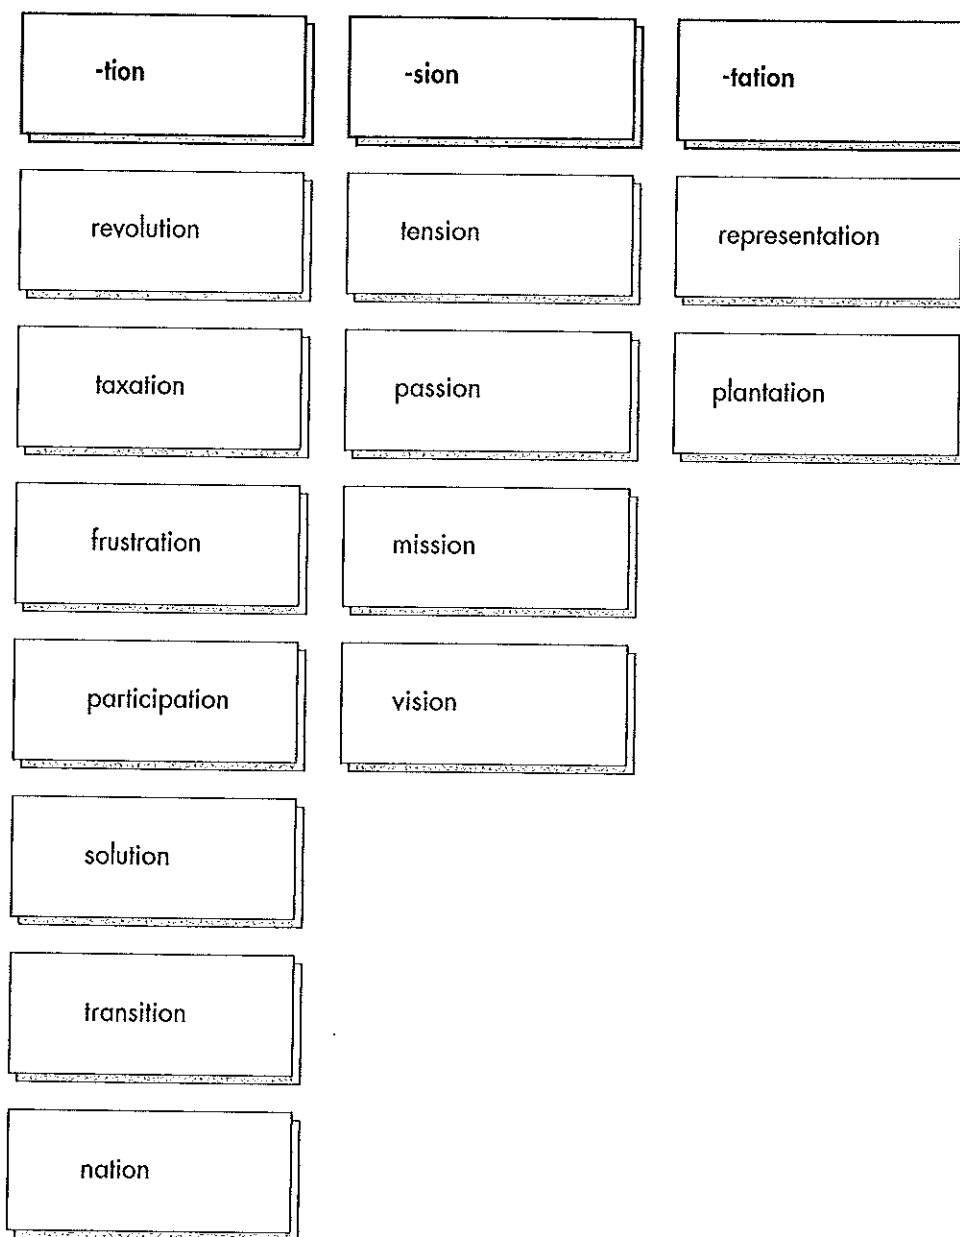 -tion
-sion
-tation
revolution
tension
representation
taxation
passion
plantation
frustration
mission
participation
vision
solution
transition
nation